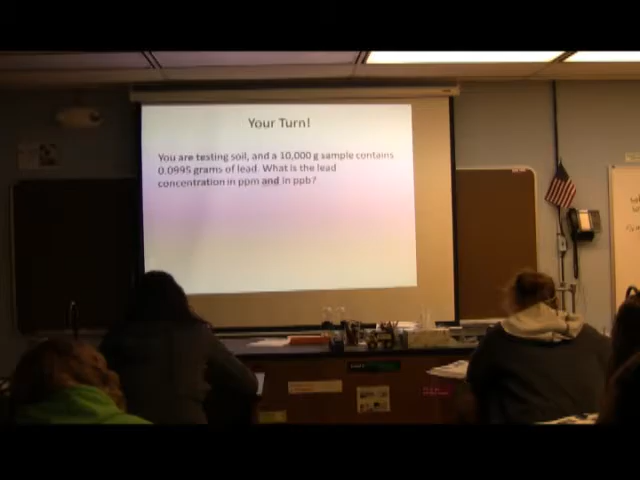 Your Turn!
You are testing soil, and a 10,000 g sample contains
0.0995 grams of lead. What is the lead
concentration in ppm and in ppb?